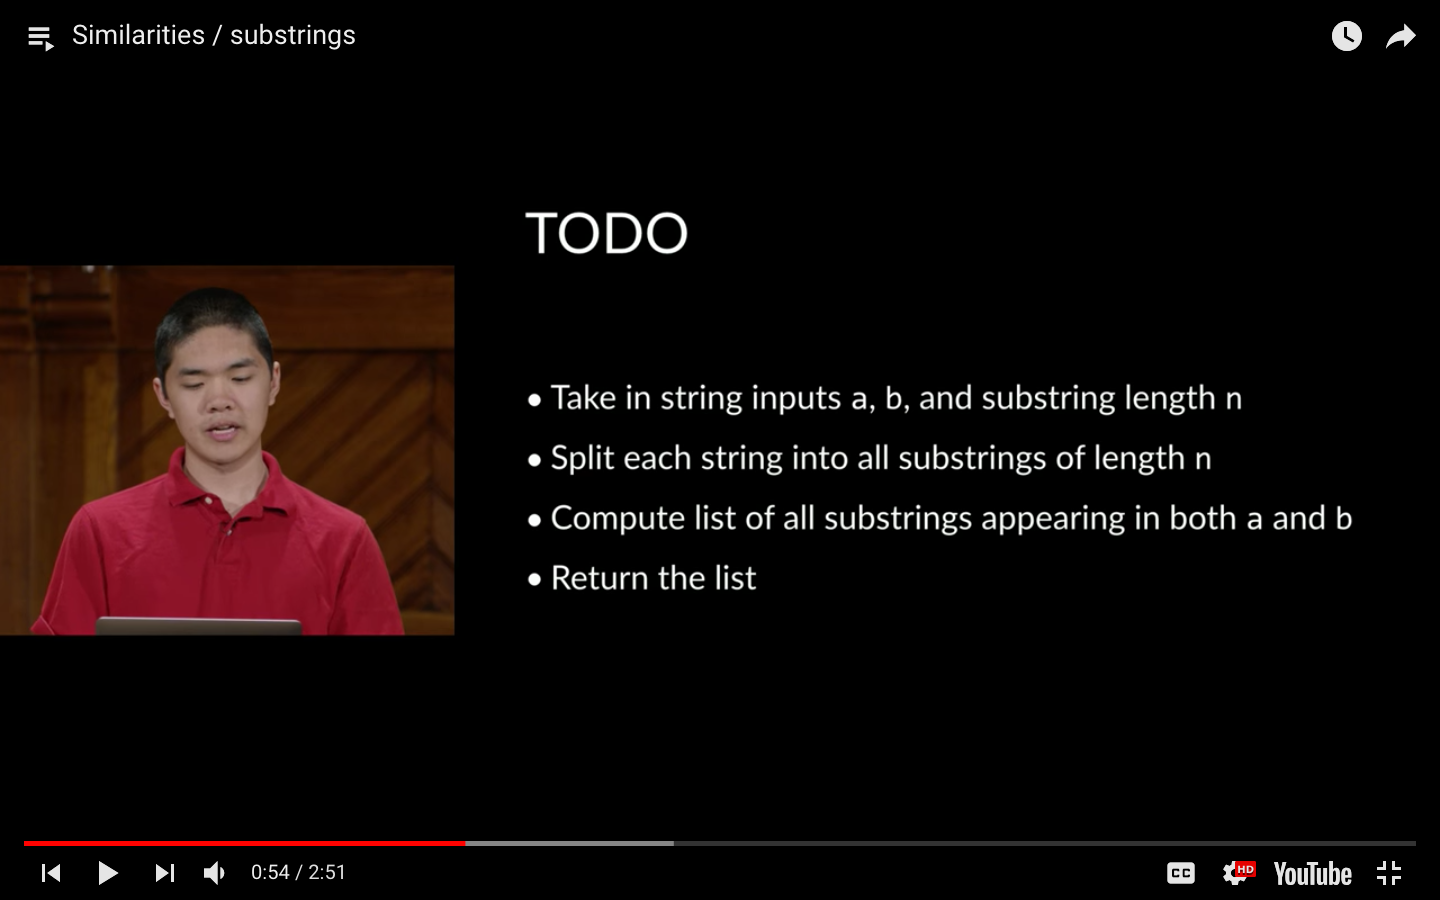 Similarities / substrings
TODO
• Take in string inputs a, b, and substring length n
• Split each string into all substrings of length n
• Compute list of all substrings appearing in both a and b
• Return the list
0:54 / 2:51
CC
HD
YouTube